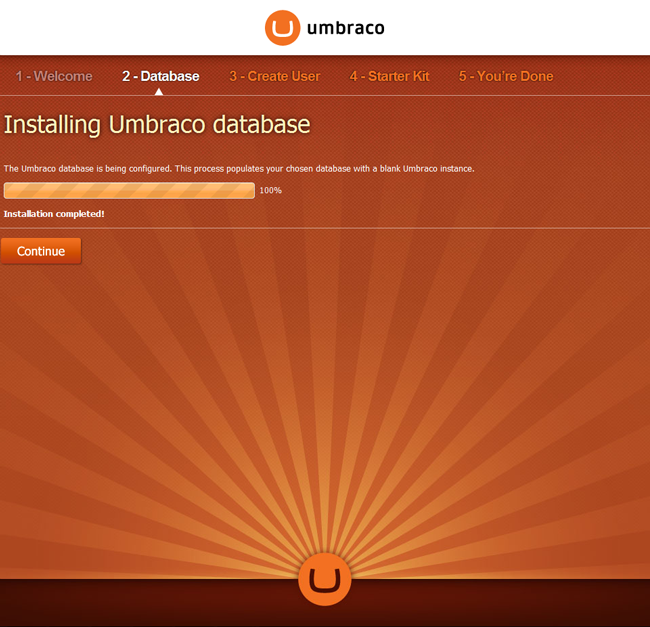 umbraco
1 - Welcome 2 - Database 3 - Create User 4 - Starter Kit 5 - You're Done
Installing Umbraco database
The Umbraco database is being configured. This process populates your chosen database with a blank Umbraco instance.
100%
Installation completed!
Continue